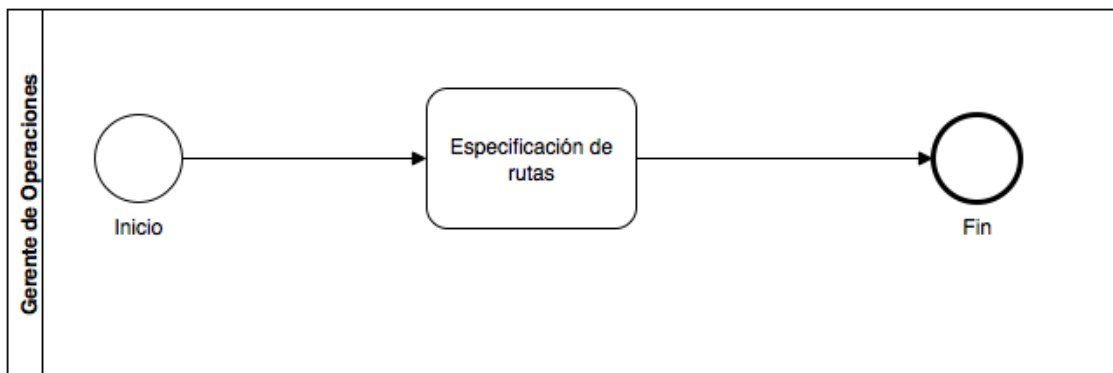 Gerente de Operaciones
Inicio
Especificación de
rutas
Fin